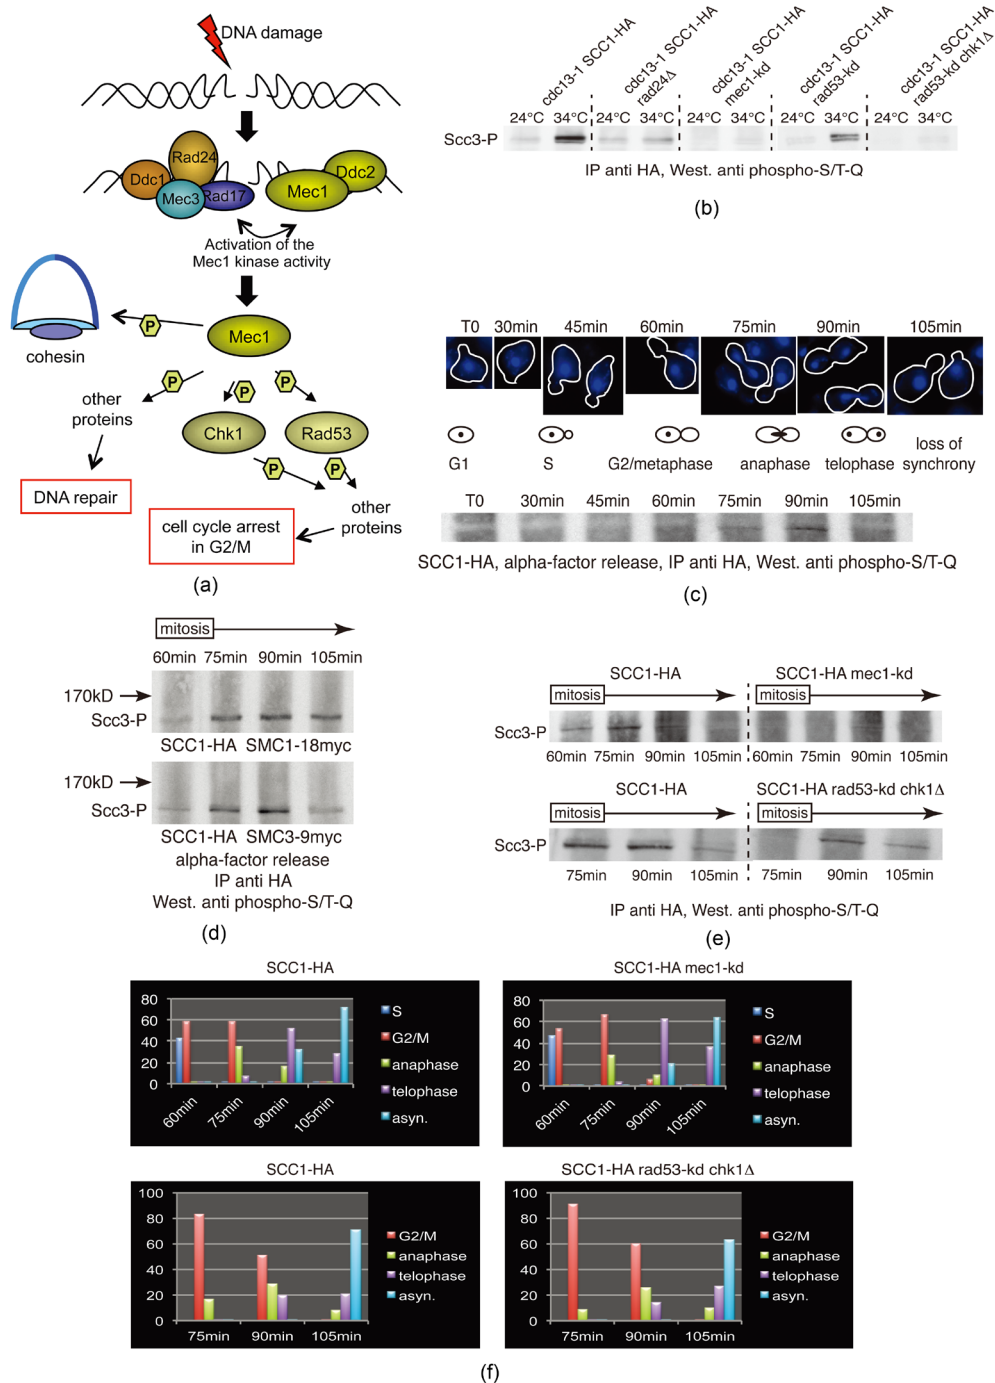 DNA damage
Rad24
Ddc1
Mec3
Rad17
Mec1
Ddc2
Activation of the
Mec1 kinase activity
P
Mec1
cohesin
P
P
P
other
proteins
Chk1
Rad53
P
P
DNA repair
other
proteins
cell cycle arrest
in G2/M
(a)
cdc13-1 SCC1-HA
cdc13-1 SCC1-HA
rad24Δ
cdc13-1 SCC1-HA
mec1-kd
cdc13-1 SCC1-HA
rad53-kd
cdc13-1 SCC1-HA
rad53-kd chk1Δ
24°C 34°C 24°C 34°C 24°C 34°C 24°C 34°C 24°C 34°C
Scc3-P
IP anti HA, West. anti phospho-S/T-Q
(b)
T0 30min 45min 60min 75min 90min 105min
G1 S G2/metaphase anaphase telophase loss of
synchrony
T0 30min 45min 60min 75min 90min 105min
SCC1-HA, alpha-factor release, IP anti HA, West. anti phospho-S/T-Q
(c)
mitosis
60min 75min 90min 105min
170kD
Scc3-P
SCC1-HA SMC1-18myc
170kD
Scc3-P
SCC1-HA SMC3-9myc
alpha-factor release
IP anti HA
West. anti phospho-S/T-Q
(d)
SCC1-HA SCC1-HA mec1-kd
mitosis mitosis
Scc3-P
60min 75min 90min 105min 60min 75min 90min 105min
SCC1-HA SCC1-HA rad53-kd chk1Δ
mitosis mitosis
Scc3-P
75min 90min 105min 75min 90min 105min
IP anti HA, West. anti phospho-S/T-Q
(e)
SCC1-HA
80
60
40
20
0
60min 75min 90min 105min
S
G2/M
anaphase
telophase
asyn.
SCC1-HA mec1-kd
80
60
40
20
0
60min 75min 90min 105min
S
G2/M
anaphase
telophase
asyn.
SCC1-HA
100
80
60
40
20
0
75min 90min 105min
G2/M
anaphase
telophase
asyn.
SCC1-HA rad53-kd chk1Δ
100
80
60
40
20
0
75min 90min 105min
G2/M
anaphase
telophase
asyn.
(f)